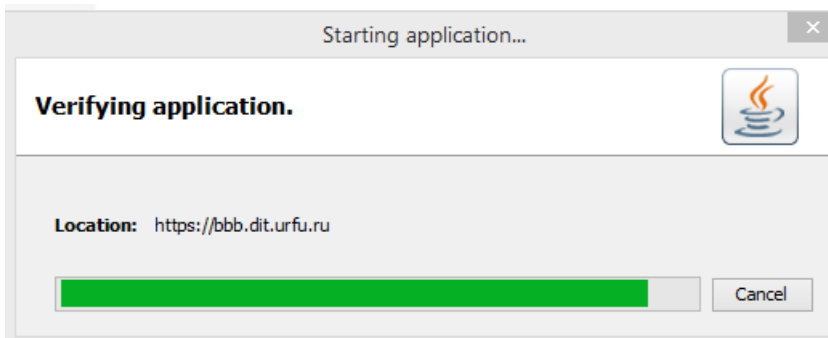 Starting application...
Verifying application.
Location: https://bbb.dit.urfu.ru
Cancel